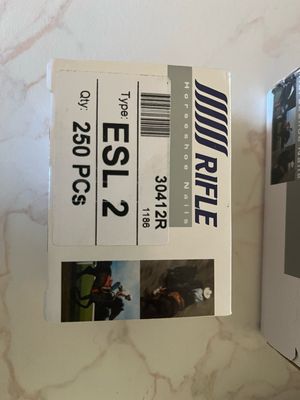 RIFLE
Horseshoe Nails
30412R
1186
Type:
ESL 2
Qty:
250 PCs